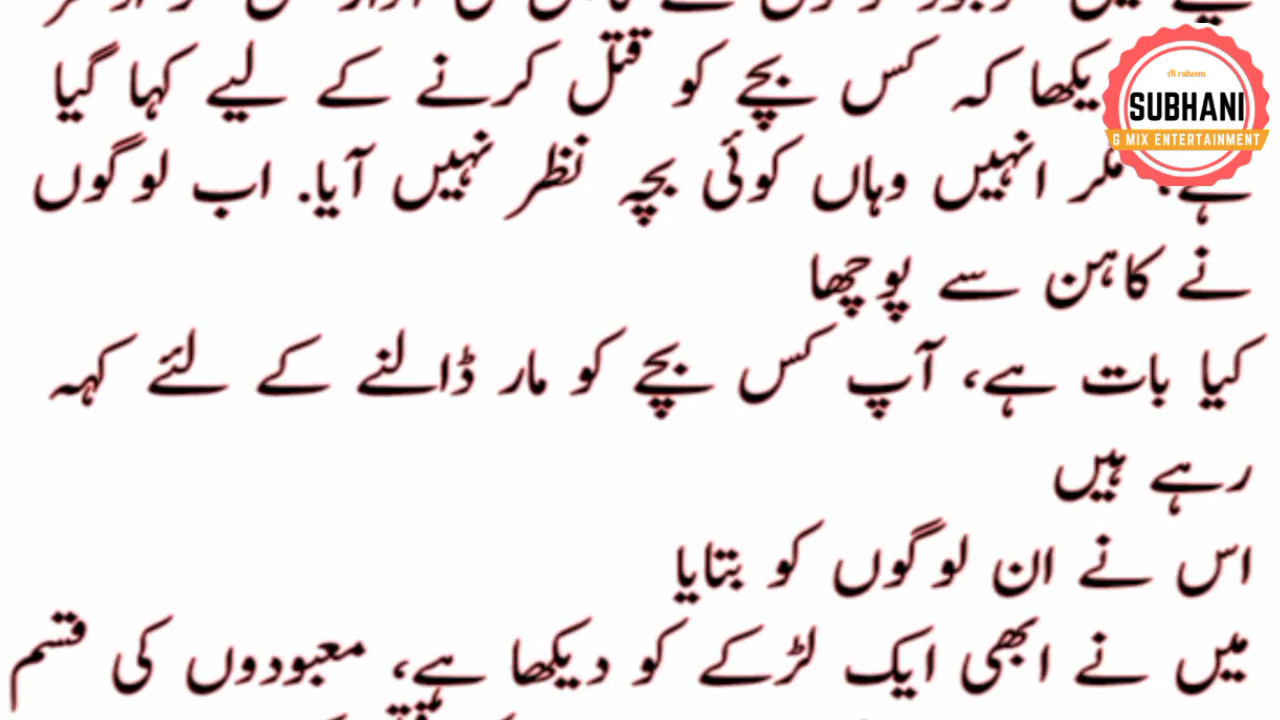 یکھا کہ کس بچے کو قتل کرنے کے لیے کہا گیا
ہے، مگر انہیں وہاں کوئی بچہ نظر نہیں آیا. اب لوگوں
نے کاہن سے پوچھا
کیا بات ہے، آپ کس بچے کو مار ڈالنے کے لئے کہہ
رہے ہیں
اس نے ان لوگوں کو بتایا
میں نے ابھی ایک لڑکے کو دیکھا ہے، معبودوں کی قسم
Al raheem
SUBHANI
G MIX ENTERTAINMENT